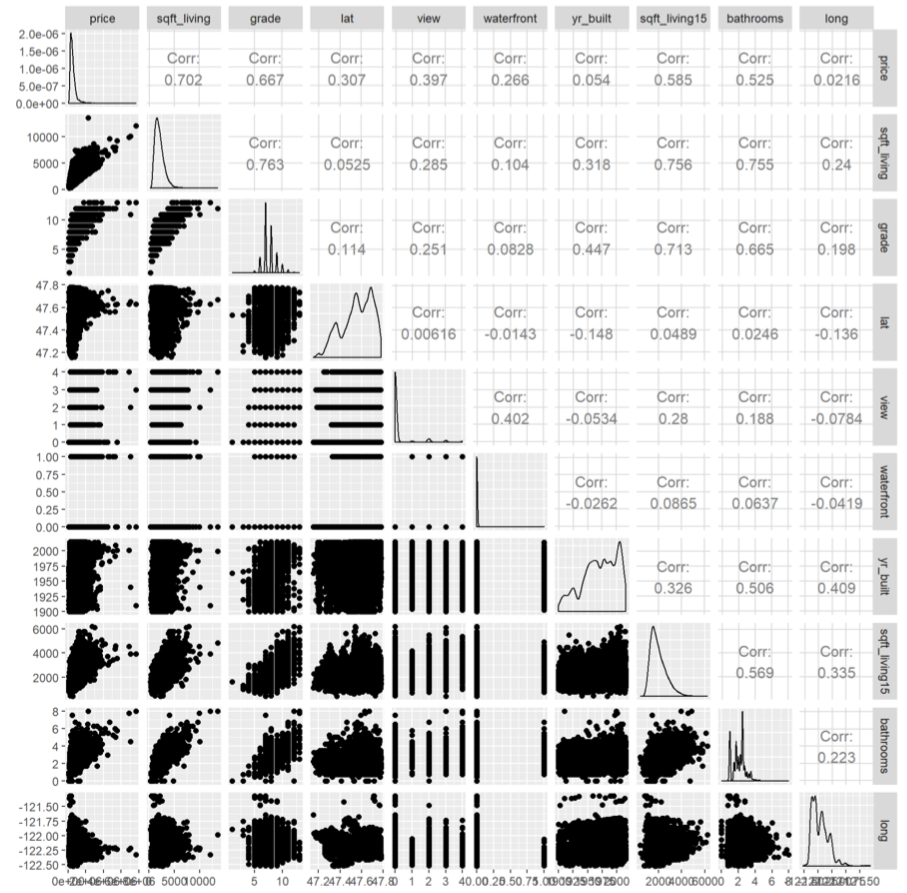 price sqft_living grade lat view waterfront yr_built sqft_living15 bathrooms long
2.0e-06
1.5e-06
1.0e-06
5.0e-07
0.0e+00
Corr: Corr: Corr: Corr: Corr: Corr: Corr: Corr: Corr:
0.702 0.667 0.307 0.397 0.266 0.054 0.585 0.525 0.0216
price
10000
5000
0
Corr: Corr: Corr: Corr: Corr: Corr: Corr: Corr:
0.763 0.0525 0.285 0.104 0.318 0.756 0.755 0.24
sqft_living
10
5
Corr: Corr: Corr: Corr: Corr: Corr: Corr:
0.114 0.251 0.0828 0.447 0.713 0.665 0.198
grade
47.8
47.6
47.4
47.2
Corr: Corr: Corr: Corr: Corr: Corr:
0.00616 -0.0143 -0.148 0.0489 0.0246 -0.136
lat
4
3
2
1
0
Corr: Corr: Corr: Corr: Corr:
0.402 -0.0534 0.28 0.188 -0.0784
view
1.00
0.75
0.50
0.25
0.00
Corr: Corr: Corr: Corr:
-0.0262 0.0865 0.0637 -0.0419
waterfront
2000
1975
1950
1925
1900
Corr: Corr: Corr:
0.326 0.506 0.409
yr_built
6000
4000
2000
Corr: Corr:
0.569 0.335
sqft_living15
8
6
4
2
0
Corr:
0.223
bathrooms
-121.50
-121.75
-122.00
-122.25
-122.50
long
5000 10000 5 10 47.2 47.4 47.6 47.8 0 1 2 3 4 2000 4000 6000 0 2 4 6 8